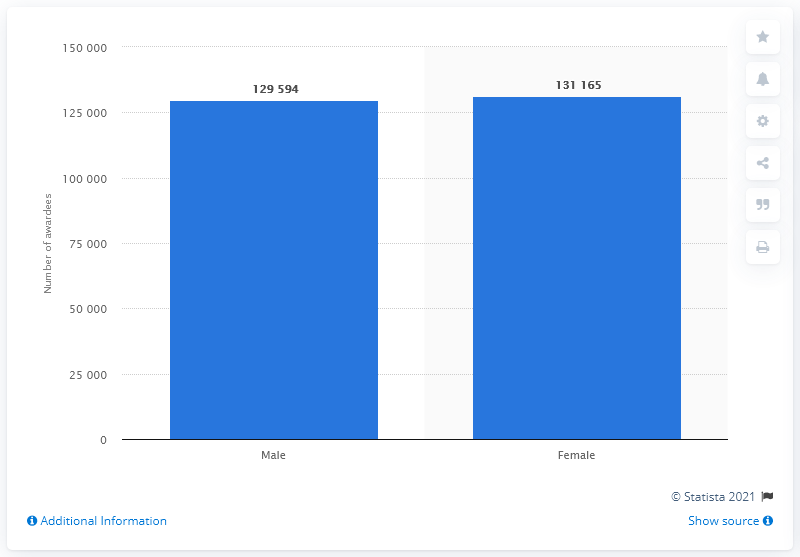 150 000
125 000
100 000
75 000
50 000
25 000
0
Number of awardees
129 594
131 165
Male
Female
© Statista 2021
Additional Information
Show source